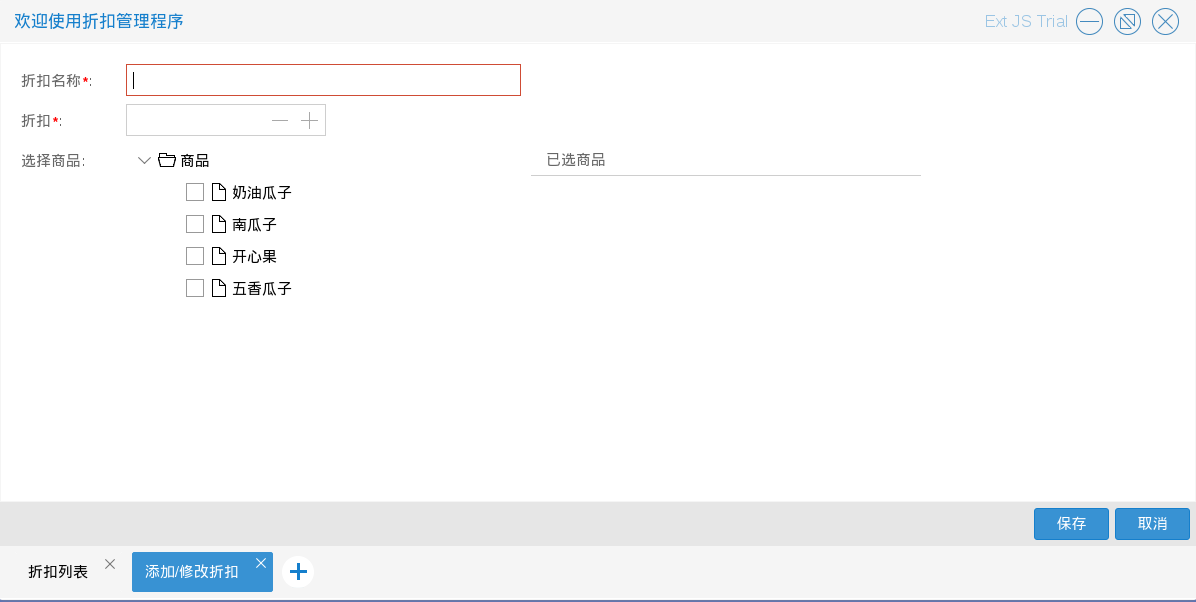 欢迎使用折扣管理程序 Ext JS Trial
折扣名称*:
折扣*:
选择商品: 商品 已选商品
奶油瓜子
南瓜子
开心果
五香瓜子
保存 取消
折扣列表 添加/修改折扣